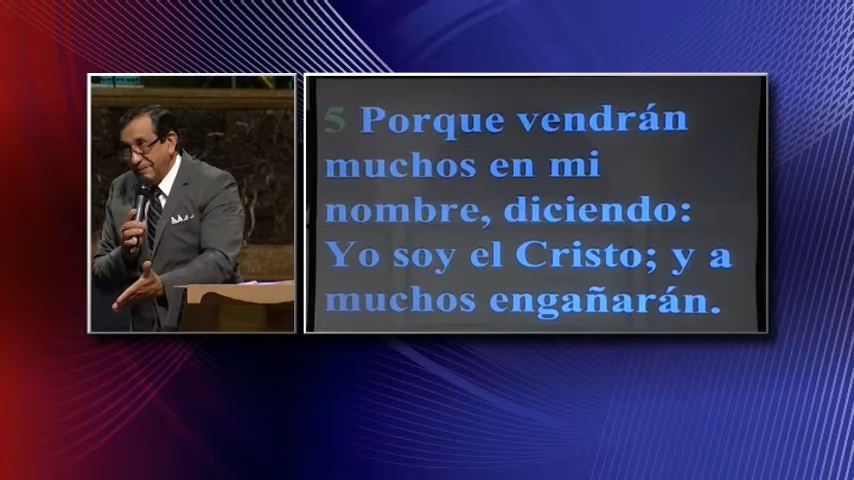 5 Porque vendrán
muchos en mi
nombre, diciendo:
Yo soy el Cristo; y a
muchos engañarán.